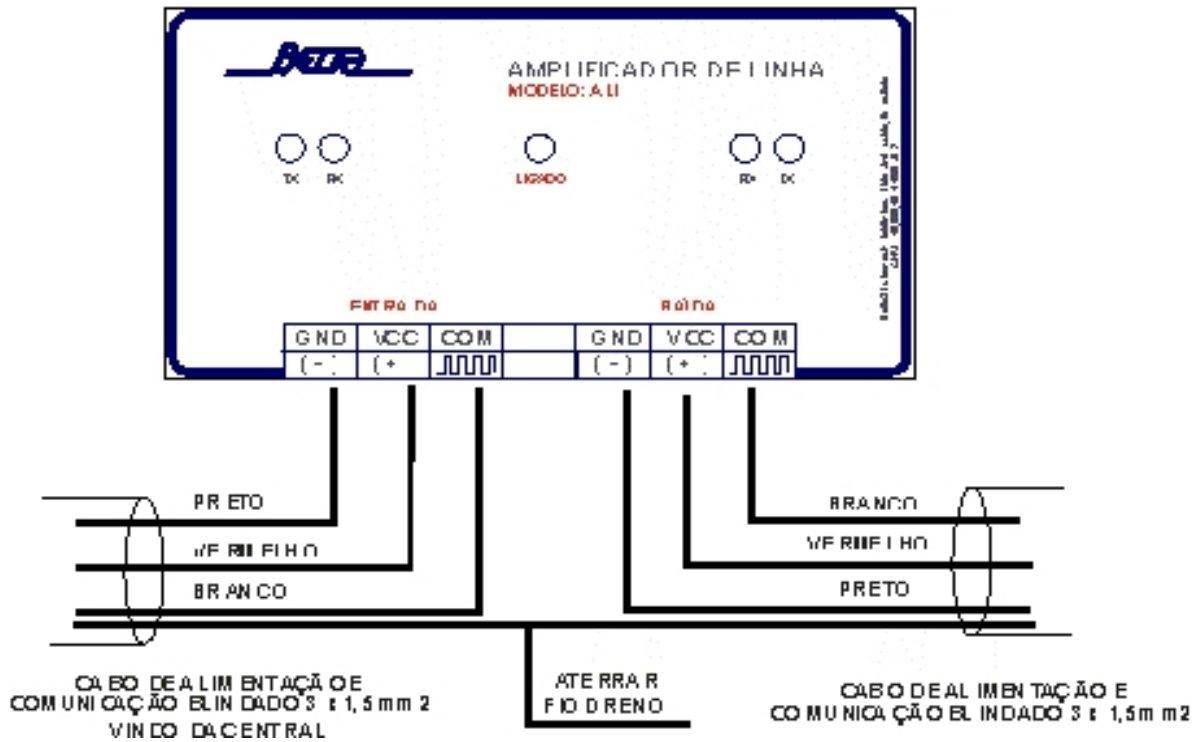 AMPLIFICADOR DE LINHA
MODELO: ALI
TX RX
LIGADO
RX TX
ENTRADA
SAÍDA
GND VCC COM GND VCC COM
(-) (+ (-) (+)
PRETO
VERMELHO
BRANCO
BRANCO
VERMELHO
PRETO
CABO DE ALIMENTAÇÃO E
COMUNICAÇÃO BLINDADO 3 x 1,5mm2
VINDO DA CENTRAL
ATERRAR
FIO DRENO
CABO DE ALIMENTAÇÃO E
COMUNICAÇÃO BLINDADO 3 x 1,5mm2